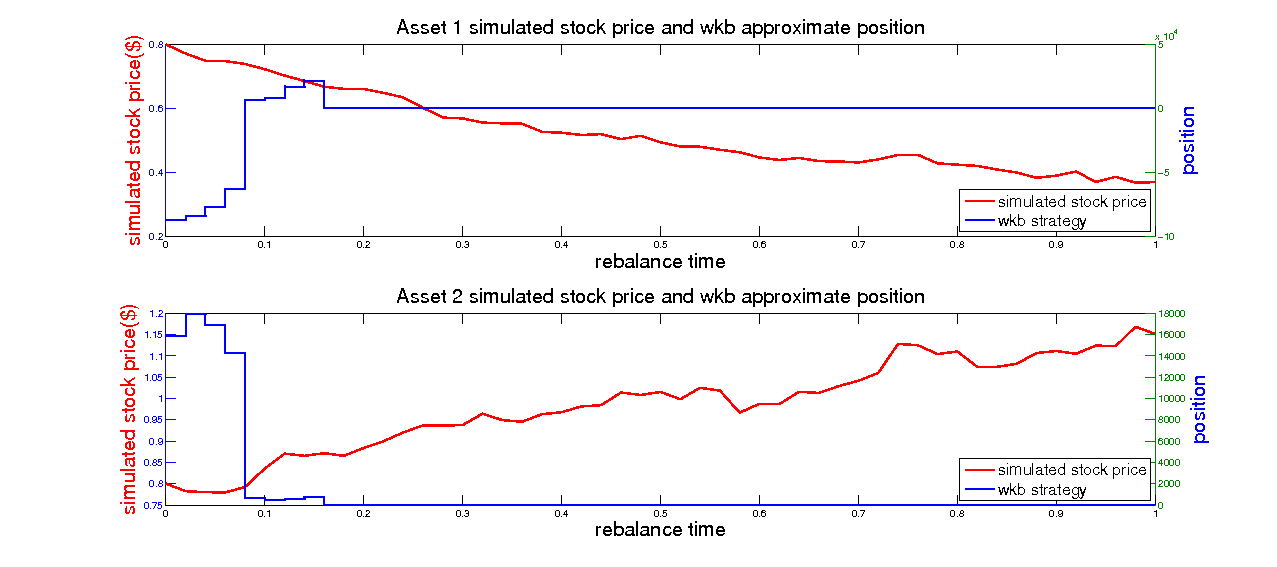 Asset 1 simulated stock price and wkb approximate position
x 10^4
simulated stock price($)
0.8
0.6
0.4
0.2
5
0
-5
-10
position
simulated stock price
wkb strategy
0 0.1 0.2 0.3 0.4 0.5 0.6 0.7 0.8 0.9 1
rebalance time
Asset 2 simulated stock price and wkb approximate position
simulated stock price($)
1.2
1.15
1.1
1.05
1
0.95
0.9
0.85
0.8
0.75
18000
16000
14000
12000
10000
8000
6000
4000
2000
0
position
simulated stock price
wkb strategy
0 0.1 0.2 0.3 0.4 0.5 0.6 0.7 0.8 0.9 1
rebalance time